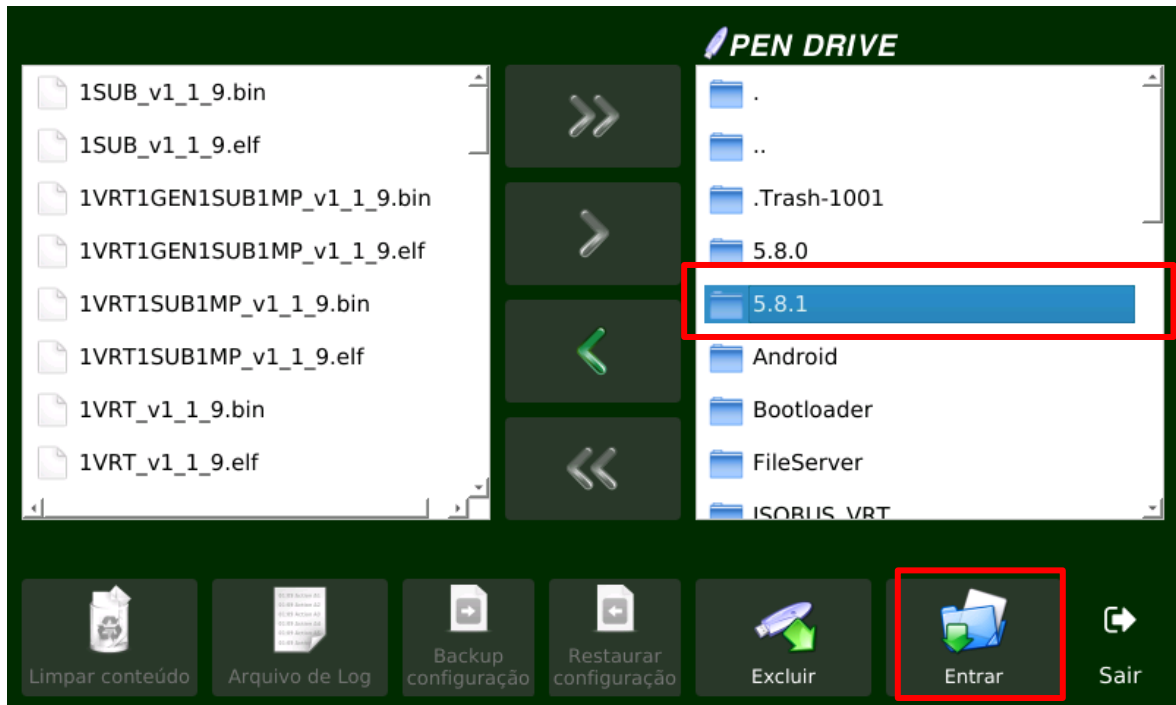 PEN DRIVE
1SUB_v1_1_9.bin
1SUB_v1_1_9.elf
1VRT1GEN1SUB1MP_v1_1_9.bin
1VRT1GEN1SUB1MP_v1_1_9.elf
1VRT1SUB1MP_v1_1_9.bin
1VRT1SUB1MP_v1_1_9.elf
1VRT_v1_1_9.bin
1VRT_v1_1_9.elf
.
..
.Trash-1001
5.8.0
5.8.1
Android
Bootloader
FileServer
ISOBUS_VRT
Limpar conteúdo
Arquivo de Log
Backup
configuração
Restaurar
configuração
Excluir
Entrar
Sair